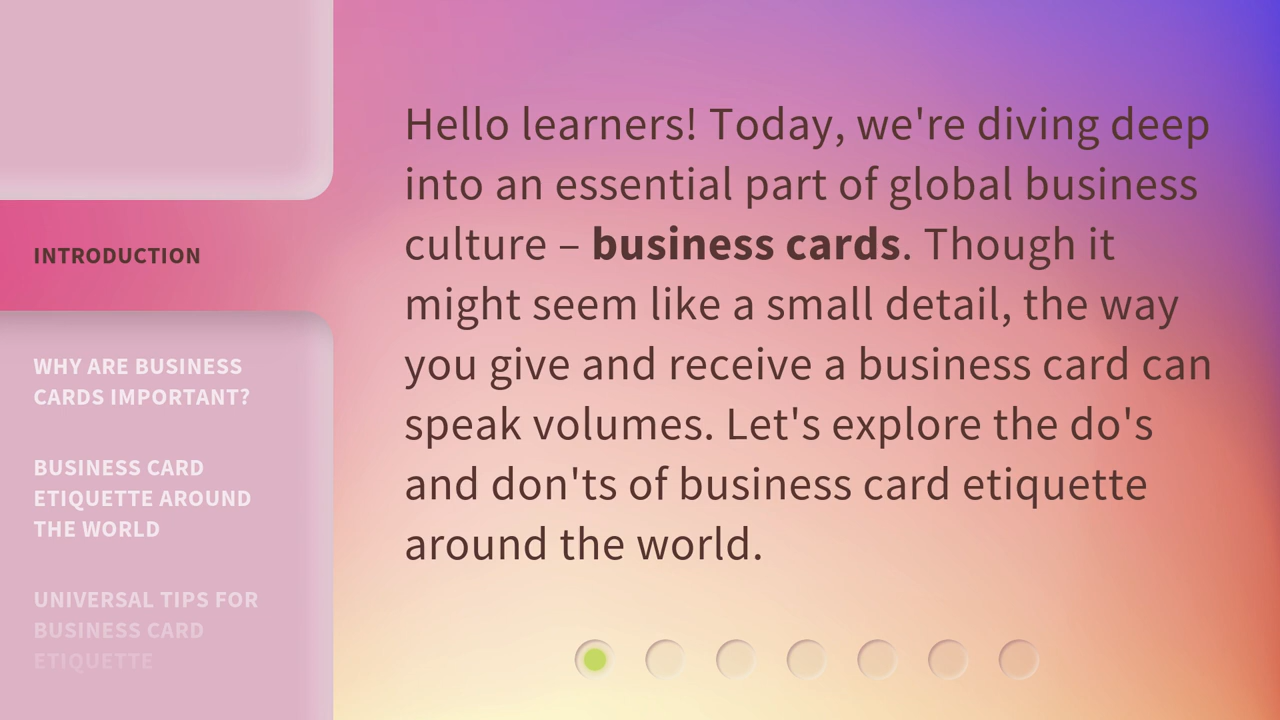 INTRODUCTION
WHY ARE BUSINESS
CARDS IMPORTANT?
BUSINESS CARD
ETIQUETTE AROUND
THE WORLD
UNIVERSAL TIPS FOR
BUSINESS CARD
ETIQUETTE
Hello learners! Today, we're diving deep
into an essential part of global business
culture – business cards. Though it
might seem like a small detail, the way
you give and receive a business card can
speak volumes. Let's explore the do's
and don'ts of business card etiquette
around the world.